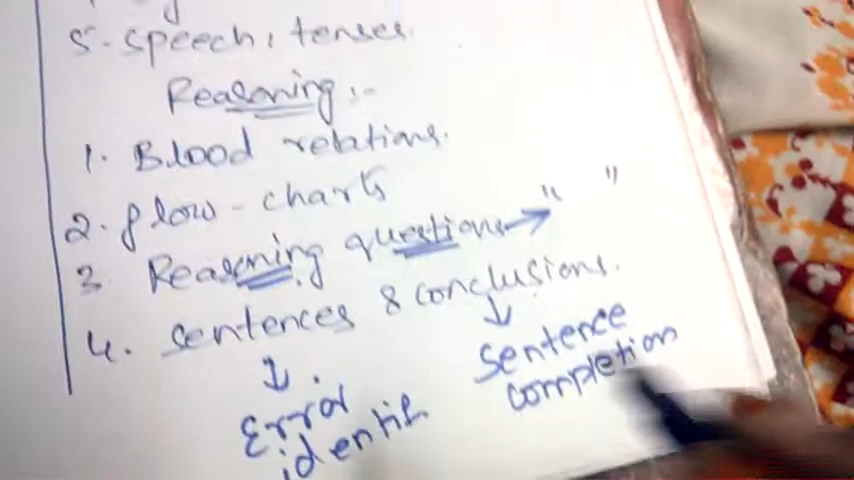 5. speech, tenses.
Reasoning :-
1. Blood relations.
2. flow - charts
3 Reasoning questions → " "
4. sentences & conclusions.
↓ ↓
Error identifi
Sentence completion